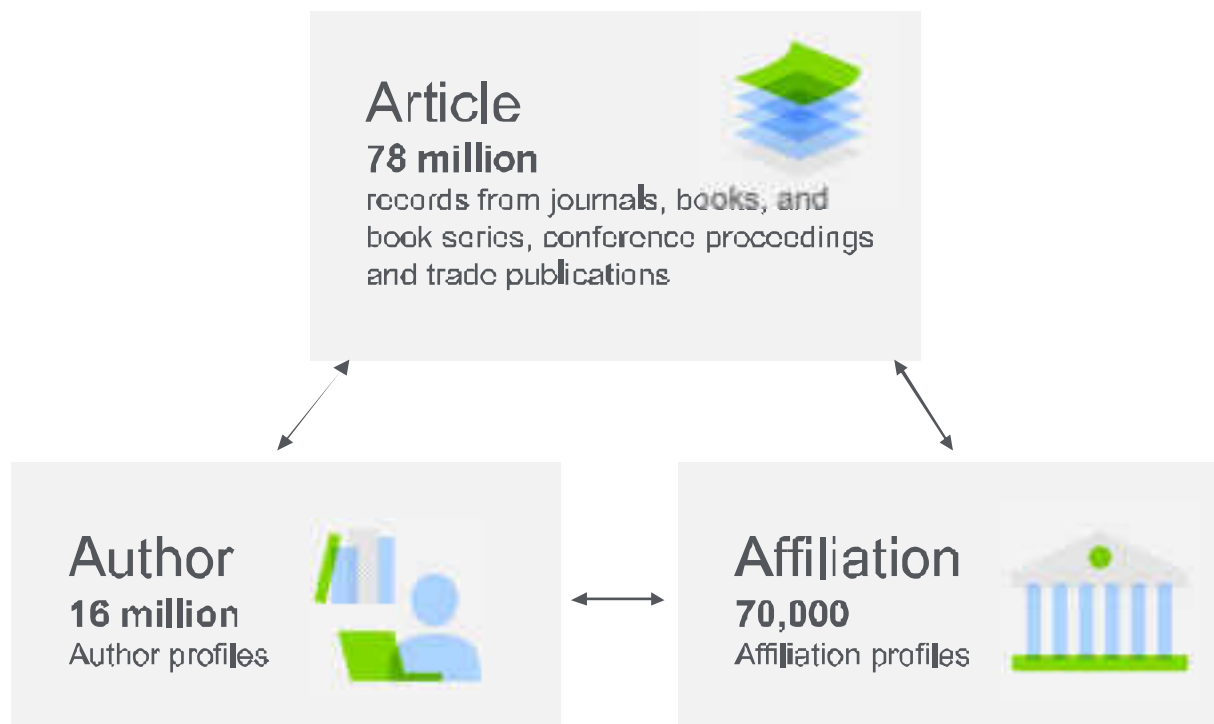 Article
78 million
records from journals, books, and
book series, conference proceedings
and trade publications
Author
16 million
Author profiles
Affiliation
70,000
Affiliation profiles